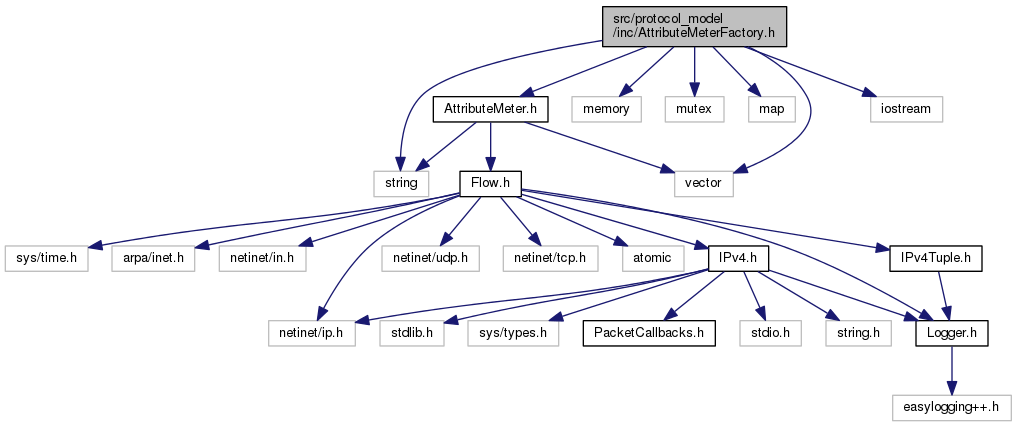 src/protocol_model
/inc/AttributeMeterFactory.h
AttributeMeter.h
memory
mutex
map
iostream
string
Flow.h
vector
sys/time.h
arpa/inet.h
netinet/in.h
netinet/udp.h
netinet/tcp.h
atomic
IPv4.h
IPv4Tuple.h
netinet/ip.h
stdlib.h
sys/types.h
PacketCallbacks.h
stdio.h
string.h
Logger.h
easylogging++.h